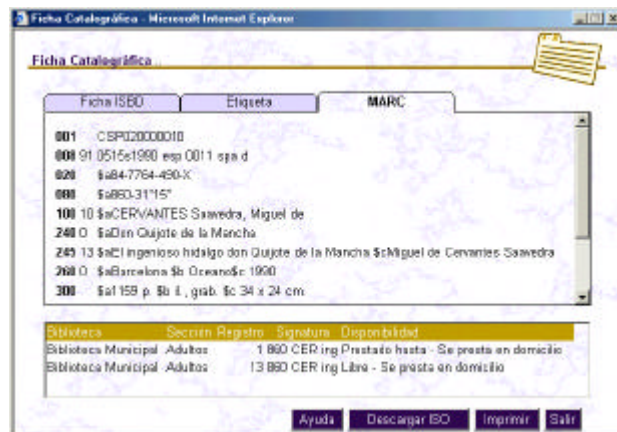 Ficha Catalográfica - Microsoft Internet Explorer
Ficha Catalográfica
Ficha ISBD Etiqueta MARC
001 CSP020000010
008 91 0515s1990 esp 0011 spa d
020 $a84-7764-490-X
080 $a860-31"15"
100 10 $aCERVANTES Saavedra, Miguel de
240 0 $aDon Quijote de la Mancha
245 13 $aEl ingenioso hidalgo don Quijote de la Mancha $cMiguel de Cervantes Saavedra
260 0 $aBarcelona $b Oceano$c 1990
300 $a1159 p. $b il., grab. $c 34 x 24 cm.
Biblioteca Sección Registro Signatura Disponibilidad
Biblioteca Municipal Adultos 1 860 CER ing Prestado hasta - Se presta en domicilio
Biblioteca Municipal Adultos 13 860 CER ing Libre - Se presta en domicilio
Ayuda Descargar ISO Imprimir Salir